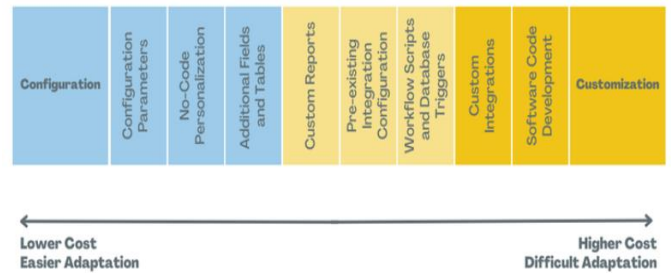 Configuration
Configuration
Parameters
No-Code
Personalization
Additional Fields
and Tables
Custom Reports
Pre-existing
Integration
Configuration
Workflow Scripts
and Database
Triggers
Custom
Integrations
Software Code
Development
Customization
Lower Cost
Easier Adaptation
Higher Cost
Difficult Adaptation